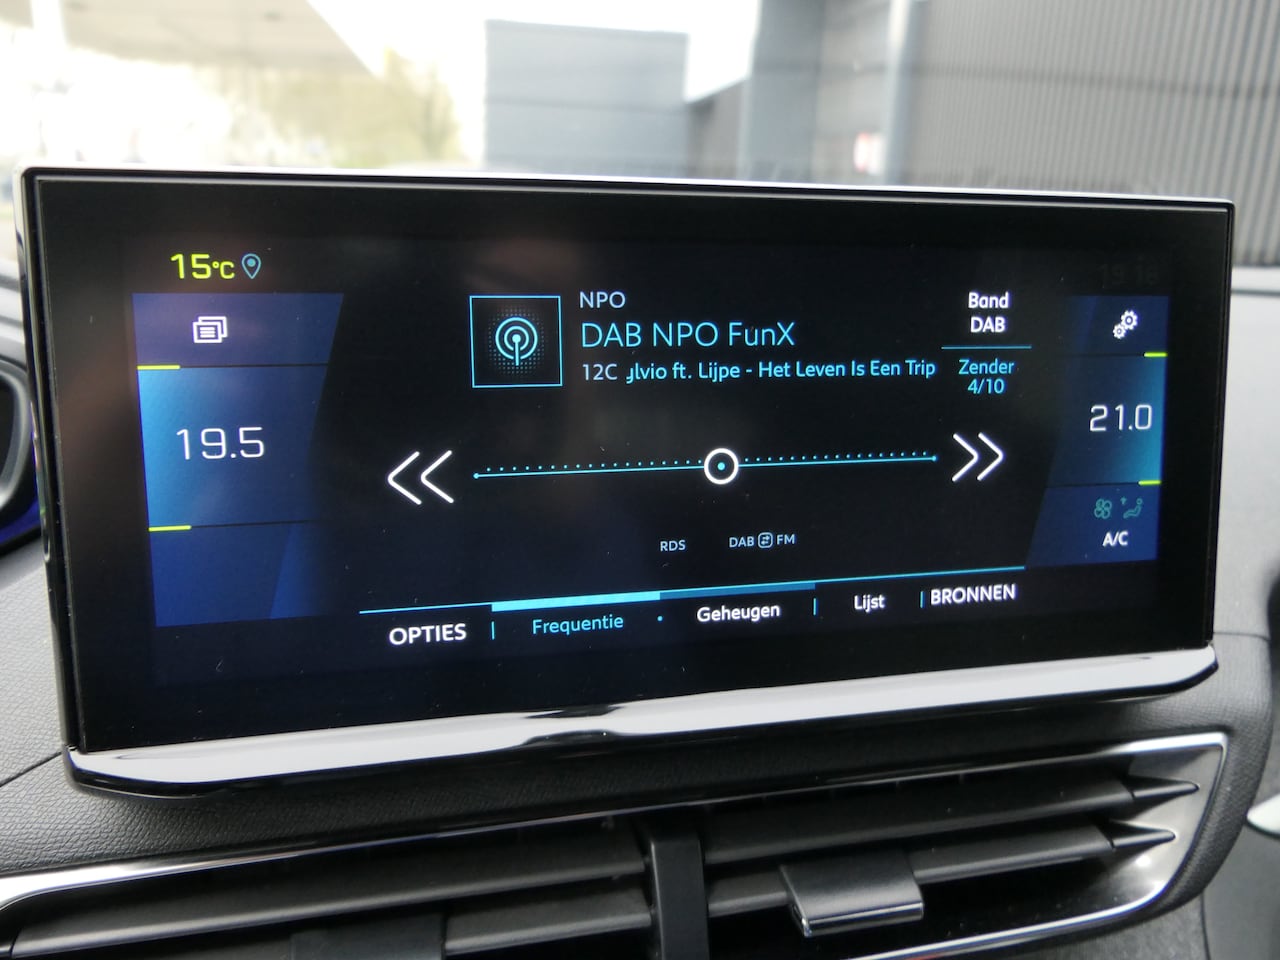 15°C
NPO
DAB NPO FunX
12C ylvio ft. Lijpe - Het Leven Is Een Trip
Band
DAB
Zender
4/10
19.5
21.0
A/C
RDS
DAB FM
OPTIES | Frequentie • Geheugen | Lijst | BRONNEN